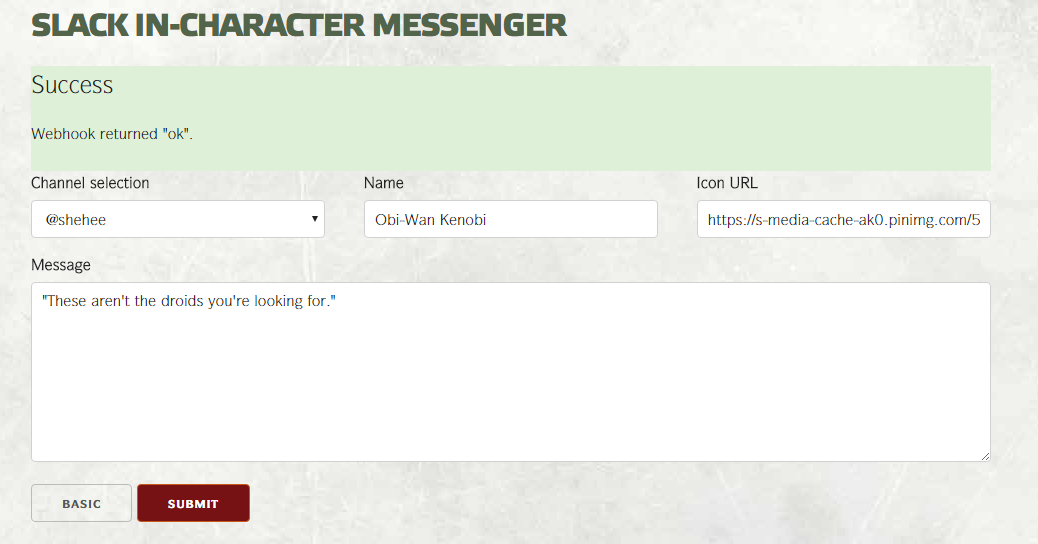 SLACK IN-CHARACTER MESSENGER
Success
Webhook returned "ok".
Channel selection Name Icon URL
@shehee Obi-Wan Kenobi https://s-media-cache-ak0.pinimg.com/5
Message
"These aren't the droids you're looking for."
BASIC SUBMIT